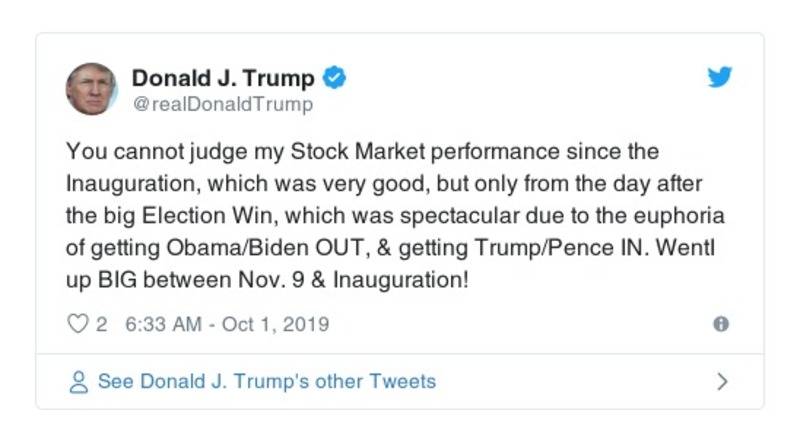 Donald J. Trump
@realDonaldTrump
You cannot judge my Stock Market performance since the
Inauguration, which was very good, but only from the day after
the big Election Win, which was spectacular due to the euphoria
of getting Obama/Biden OUT, & getting Trump/Pence IN. Wentl
up BIG between Nov. 9 & Inauguration!
2 6:33 AM - Oct 1, 2019
See Donald J. Trump's other Tweets